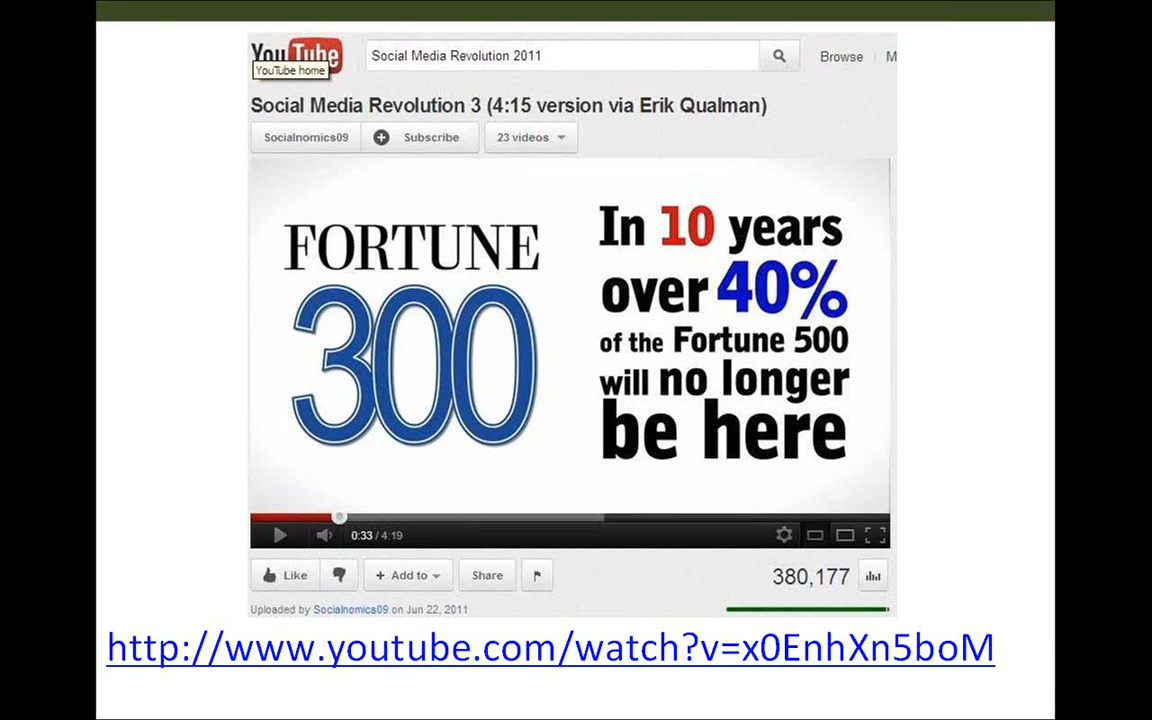 YouTube
Social Media Revolution 2011
Browse
M
YouTube home
Social Media Revolution 3 (4:15 version via Erik Qualman)
Socialnomics09
Subscribe
23 videos
FORTUNE
300
In 10 years
over 40%
of the Fortune 500
will no longer
be here
0:33 / 4:19
Like
+ Add to
Share
380,177
Uploaded by Socialnomics09 on Jun 22, 2011
http://www.youtube.com/watch?v=x0EnhXn5boM